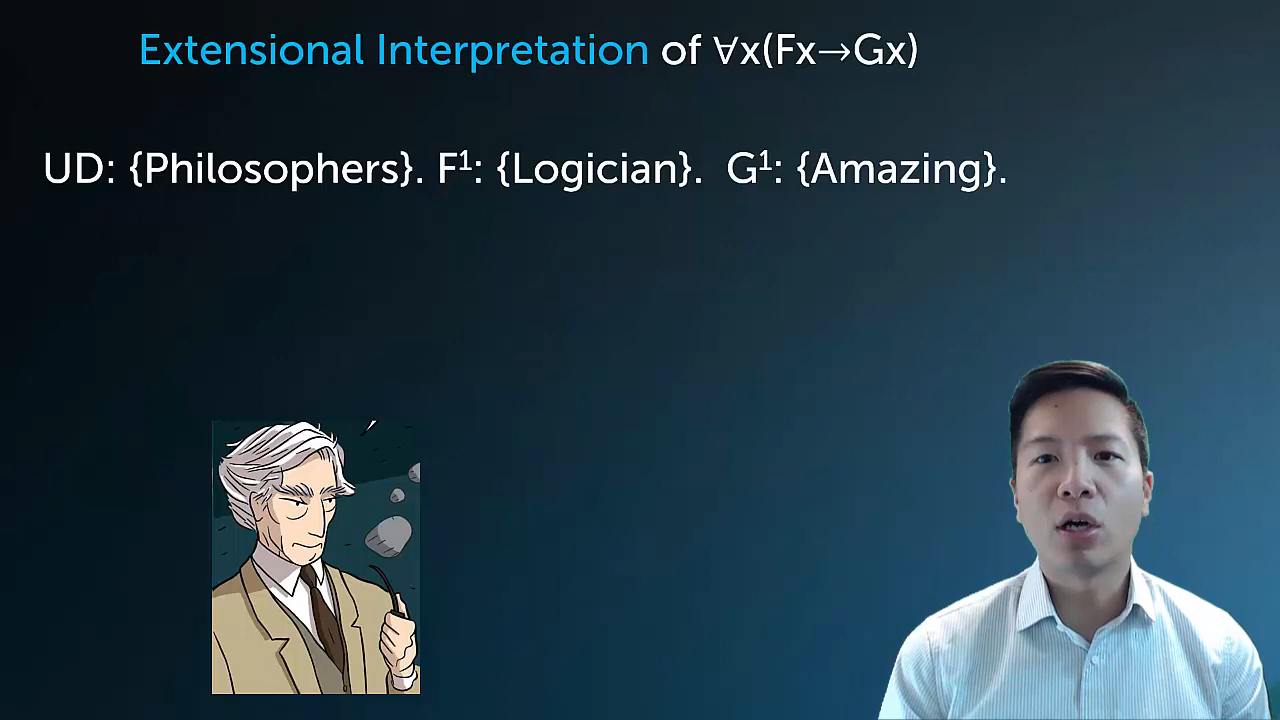 Extensional Interpretation of ∀x(Fx→Gx)
UD: {Philosophers}. F¹: {Logician}. G¹: {Amazing}.